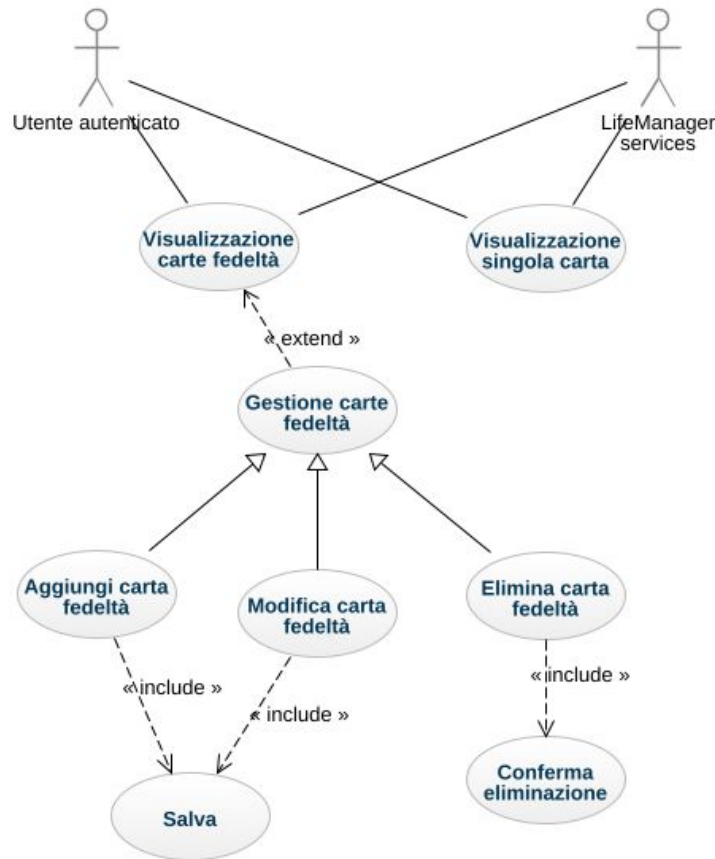 Utente autenticato
LifeManager
services
Visualizzazione
carte fedeltà
Visualizzazione
singola carta
« extend »
Gestione carte
fedeltà
Aggiungi carta
fedeltà
Modifica carta
fedeltà
Elimina carta
fedeltà
« include »
« include »
« include »
Salva
Conferma
eliminazione